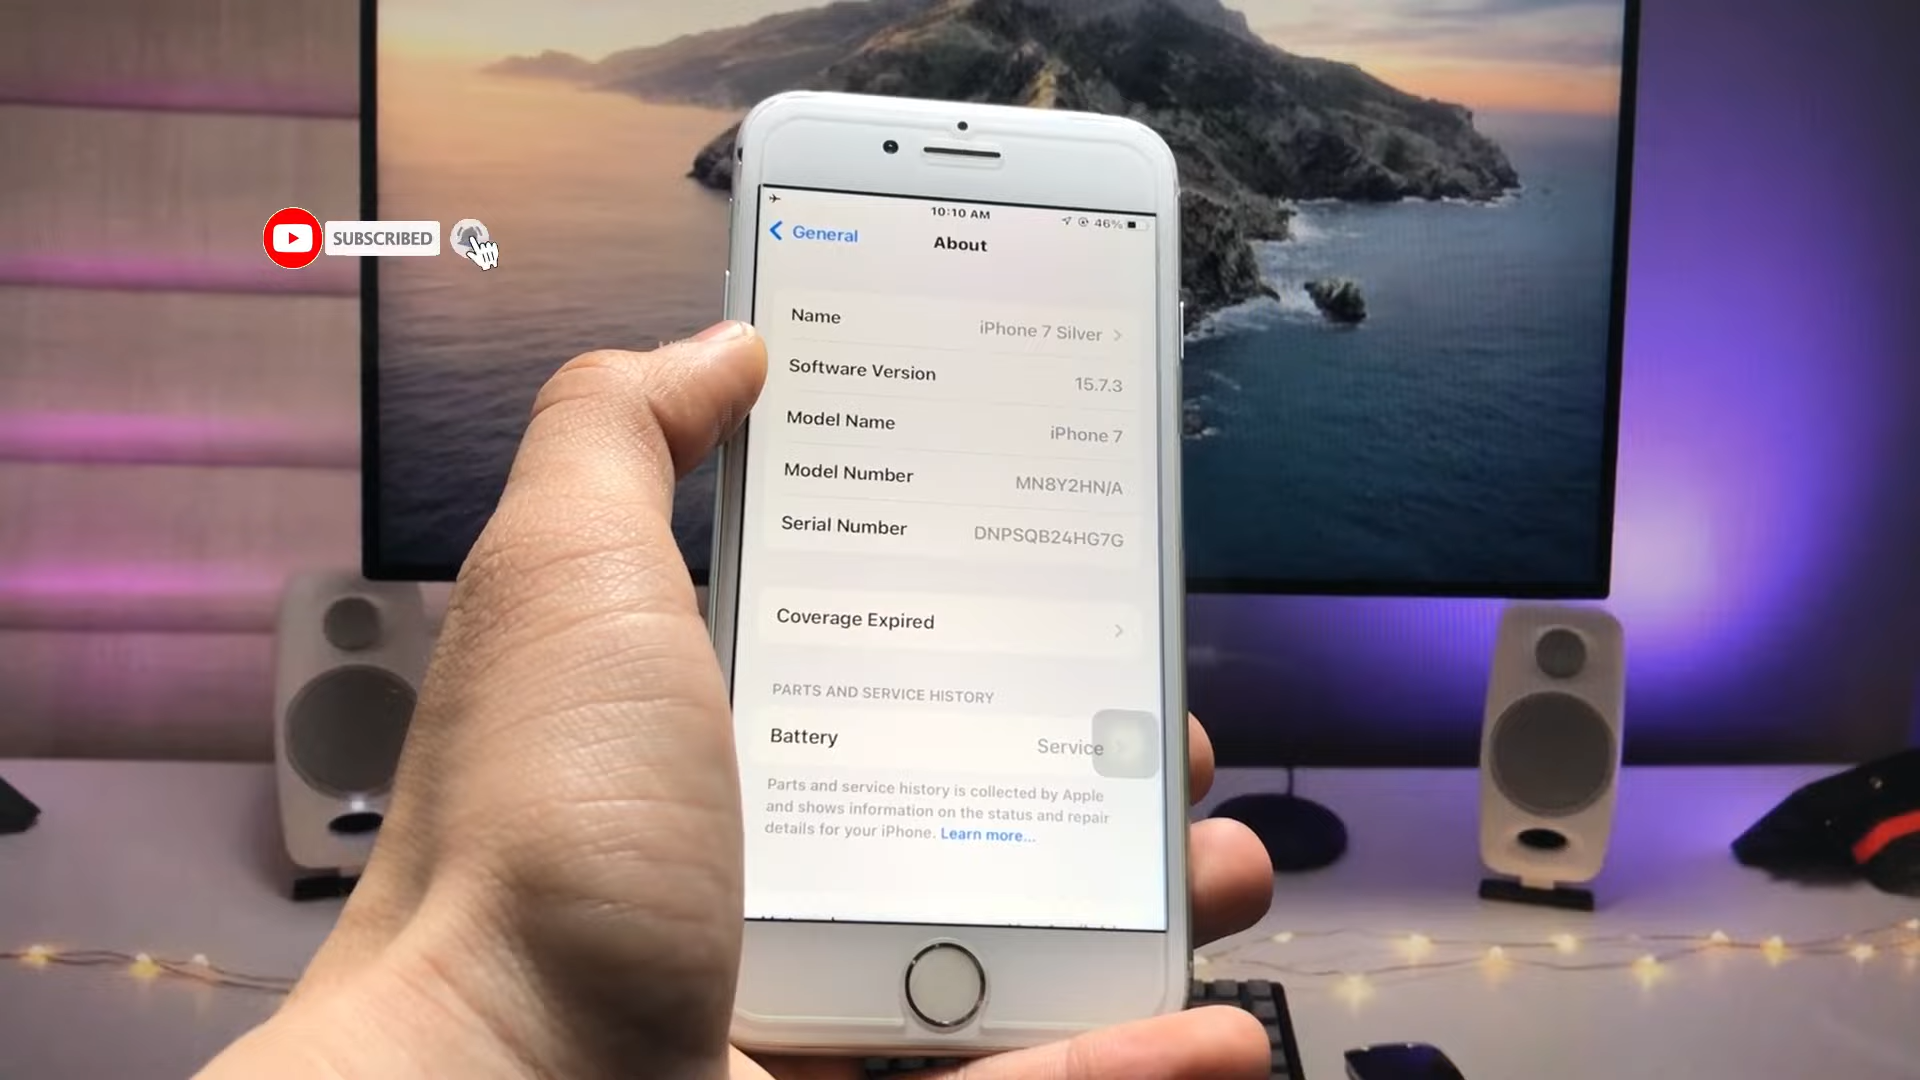 SUBSCRIBED
10:10 AM
46%
General
About
Name
iPhone 7 Silver
Software Version
15.7.3
Model Name
iPhone 7
Model Number
MN8Y2HN/A
Serial Number
DNPSQB24HG7G
Coverage Expired
PARTS AND SERVICE HISTORY
Battery
Service
Parts and service history is collected by Apple
and shows information on the status and repair
details for your iPhone. Learn more...